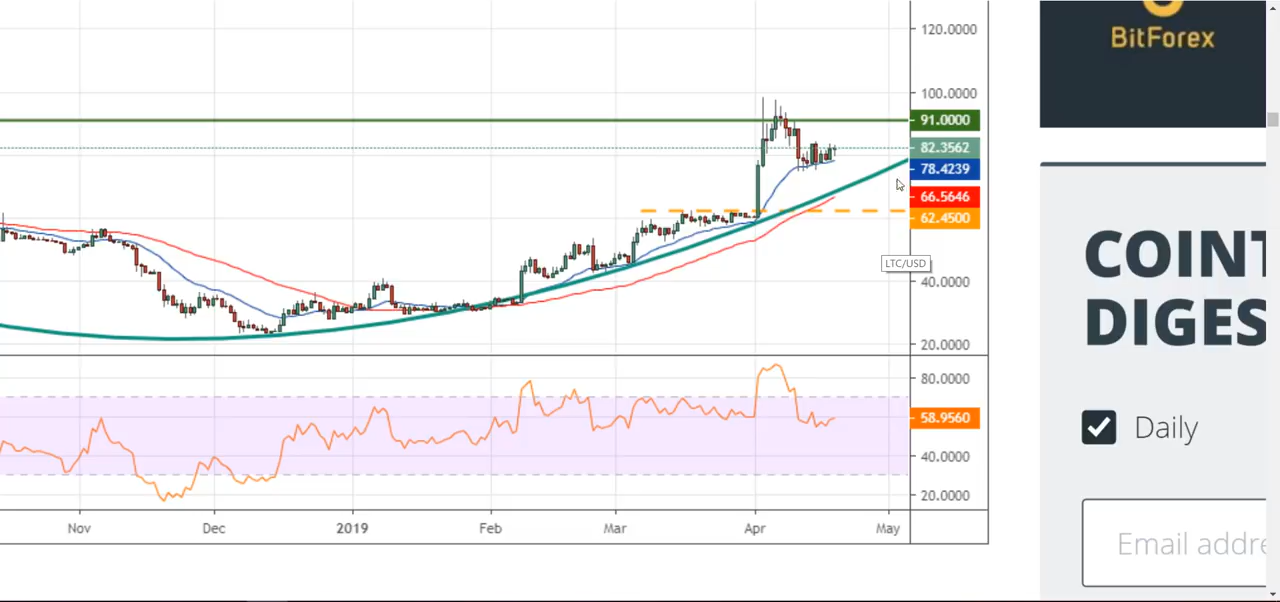 120.0000
100.0000
91.0000
82.3562
78.4239
66.5646
62.4500
LTC/USD
40.0000
20.0000
80.0000
58.9560
40.0000
20.0000
Nov Dec 2019 Feb Mar Apr May
BitForex
COINT
DIGES
Daily
Email addre